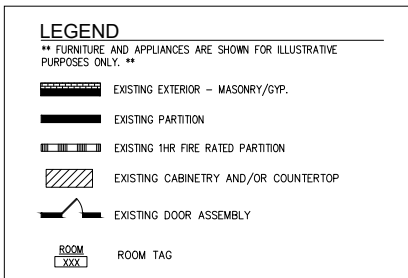 LEGEND
** FURNITURE AND APPLIANCES ARE SHOWN FOR ILLUSTRATIVE
PURPOSES ONLY. **
EXISTING EXTERIOR – MASONRY/GYP.
EXISTING PARTITION
EXISTING 1HR FIRE RATED PARTITION
EXISTING CABINETRY AND/OR COUNTERTOP
EXISTING DOOR ASSEMBLY
ROOM
XXX
ROOM TAG